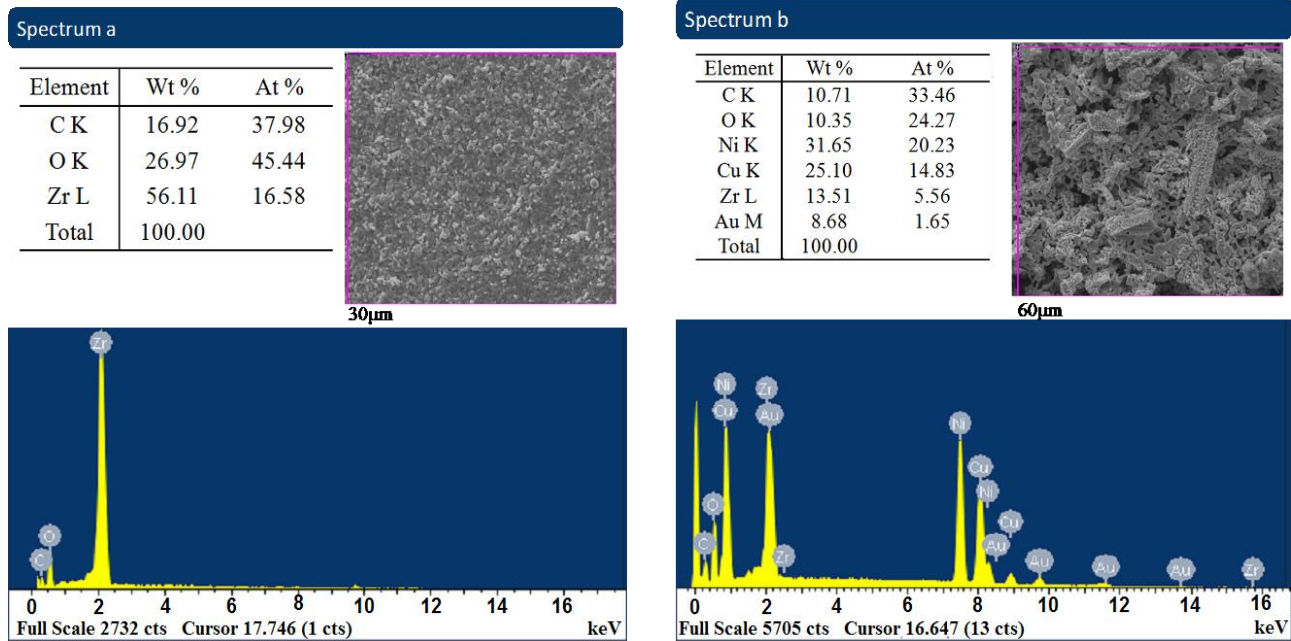 Spectrum a
Element Wt % At %
C K 16.92 37.98
O K 26.97 45.44
Zr L 56.11 16.58
Total 100.00
30μm
Zr
O
C
0 2 4 6 8 10 12 14 16
Full Scale 2732 cts Cursor 17.746 (1 cts) keV
Spectrum b
Element Wt % At %
C K 10.71 33.46
O K 10.35 24.27
Ni K 31.65 20.23
Cu K 25.10 14.83
Zr L 13.51 5.56
Au M 8.68 1.65
Total 100.00
60μm
Ni Zr
Cu Au Ni
Cu
O Ni
C Zr Au Cu Au Au Au Zr
0 2 4 6 8 10 12 14 16
Full Scale 5705 cts Cursor 16.647 (13 cts) keV